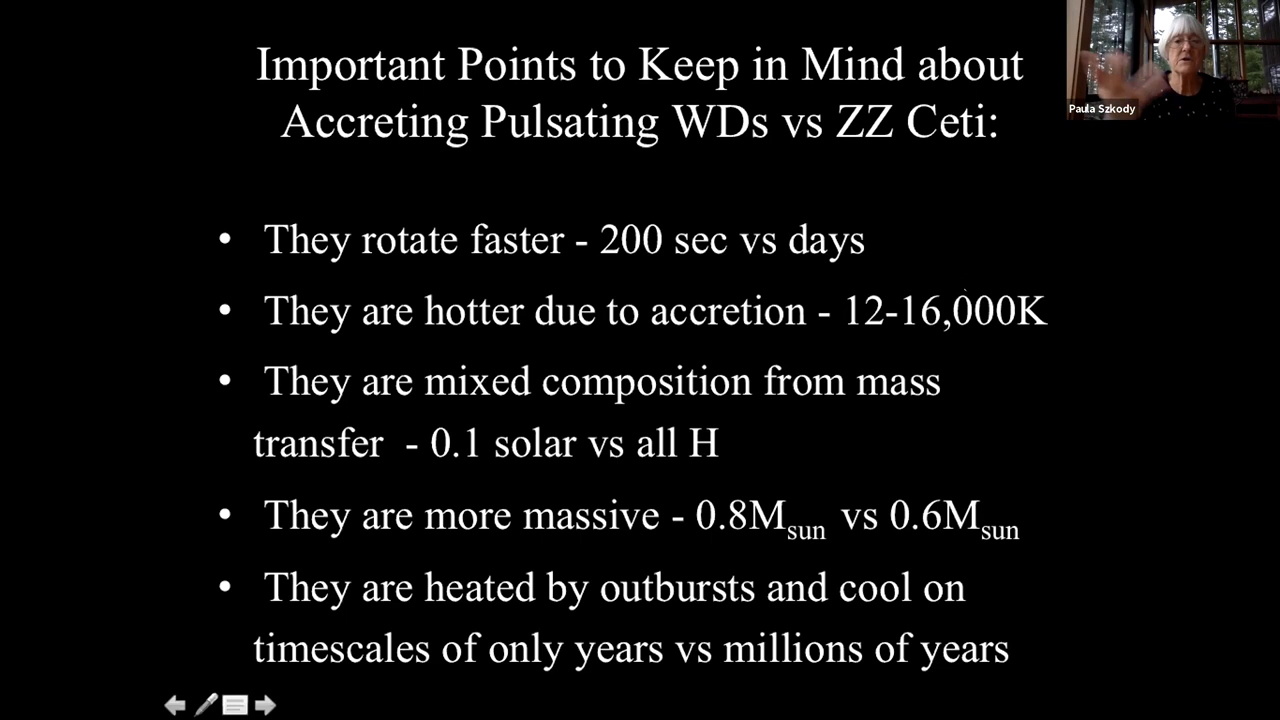 Important Points to Keep in Mind about
Accreting Pulsating WDs vs ZZ Ceti:
Paula Szkody
• They rotate faster - 200 sec vs days
• They are hotter due to accretion - 12-16,000K
• They are mixed composition from mass
transfer - 0.1 solar vs all H
• They are more massive - 0.8Msun vs 0.6Msun
• They are heated by outbursts and cool on
timescales of only years vs millions of years